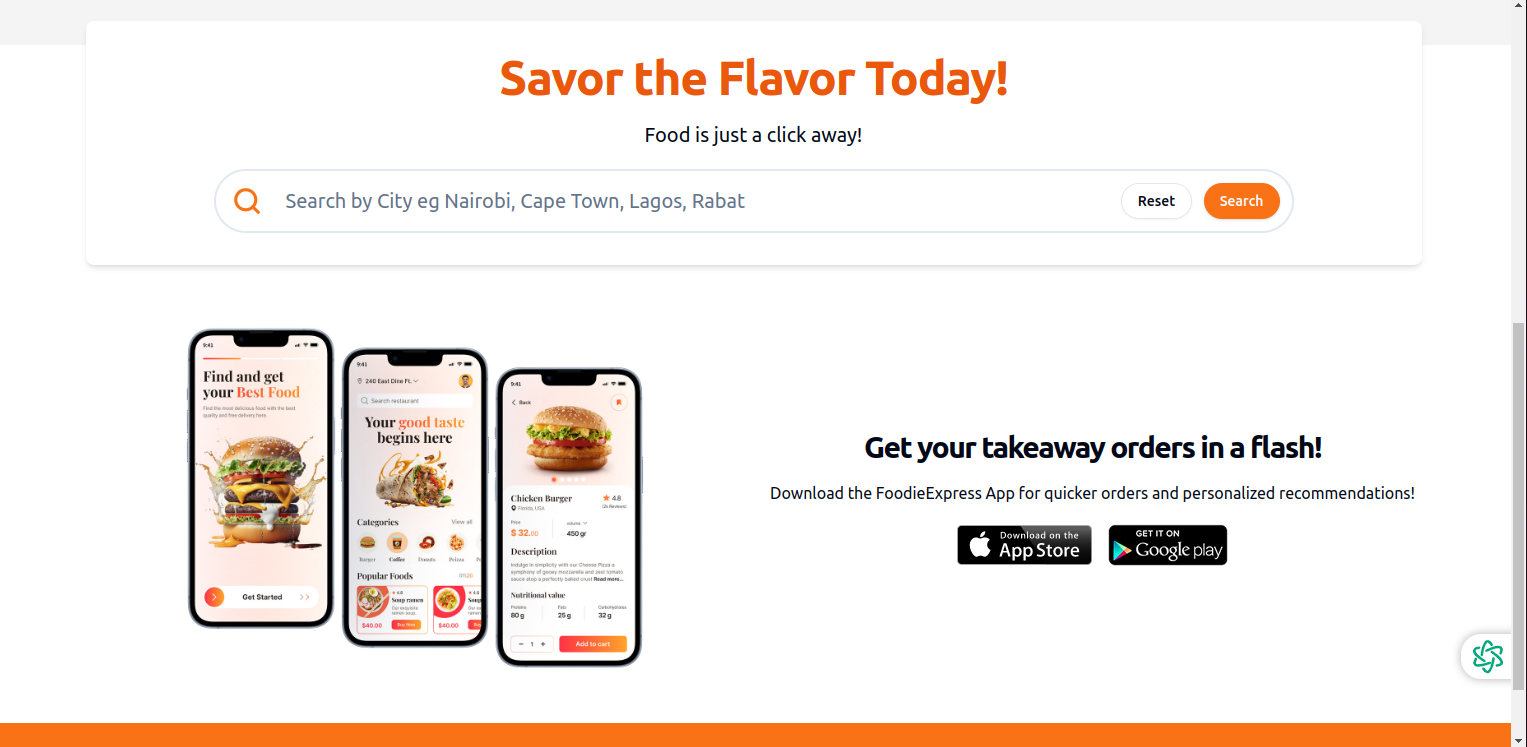 Savor the Flavor Today!
Food is just a click away!
Search by City eg Nairobi, Cape Town, Lagos, Rabat
Reset
Search
9:41
Find and get
your Best Food
Find the most delicious food with the best
quality and free delivery here.
Get Started
9:41
240 East Dine Ft.
Search restaurant
Your good taste
begins here
Categories
View all
Burger
Coffee
Donuts
Pizza
Popular Foods
4.8
Soup ramen
Our exquisite
ramen soup.
$40.00
Buy Now
$40.00
9:41
Back
Chicken Burger
4.8
Florida, USA
Price
$ 32.00
volume
450 gr
Description
Indulge in simplicity with our Cheese Pizza a
symphony of gooey mozzarella and zest tomato
sauce atop a perfectly baked crust Read more...
Nutritional value
Proteins
Fats
Carbohydrates
80 g
25 g
32 g
1
Add to cart
Get your takeaway orders in a flash!
Download the FoodieExpress App for quicker orders and personalized recommendations!
Download on the
App Store
GET IT ON
Google play